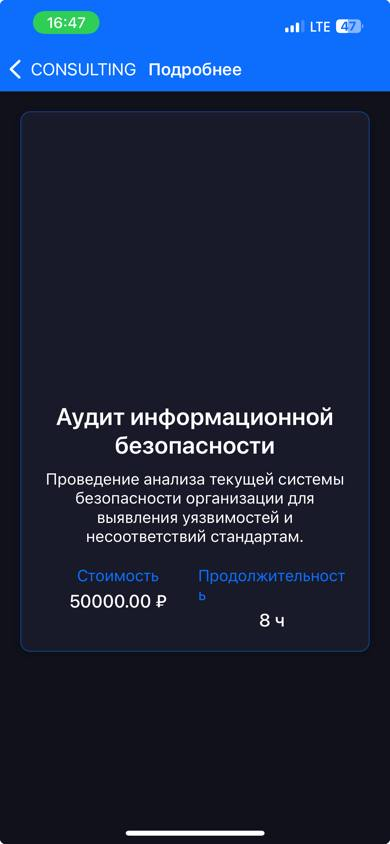 16:47
LTE 47
CONSULTING Подробнее
Аудит информационной
безопасности
Проведение анализа текущей системы
безопасности организации для
выявления уязвимостей и
несоответствий стандартам.
Стоимость
50000.00 ₽
Продолжительност
ь
8 ч